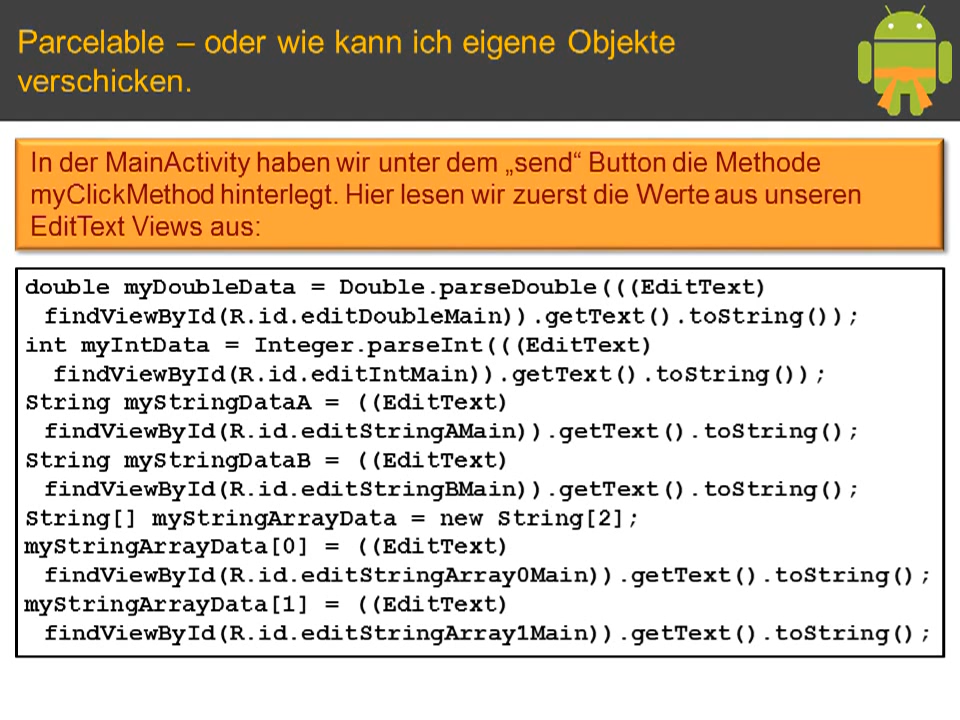 Parcelable – oder wie kann ich eigene Objekte
verschicken.
In der MainActivity haben wir unter dem „send“ Button die Methode
myClickMethod hinterlegt. Hier lesen wir zuerst die Werte aus unseren
EditText Views aus:
double myDoubleData = Double.parseDouble(((EditText)
findViewById(R.id.editDoubleMain)).getText().toString());
int myIntData = Integer.parseInt(((EditText)
findViewById(R.id.editIntMain)).getText().toString());
String myStringDataA = ((EditText)
findViewById(R.id.editStringAMain)).getText().toString();
String myStringDataB = ((EditText)
findViewById(R.id.editStringBMain)).getText().toString();
String[] myStringArrayData = new String[2];
myStringArrayData[0] = ((EditText)
findViewById(R.id.editStringArray0Main)).getText().toString();
myStringArrayData[1] = ((EditText)
findViewById(R.id.editStringArray1Main)).getText().toString();